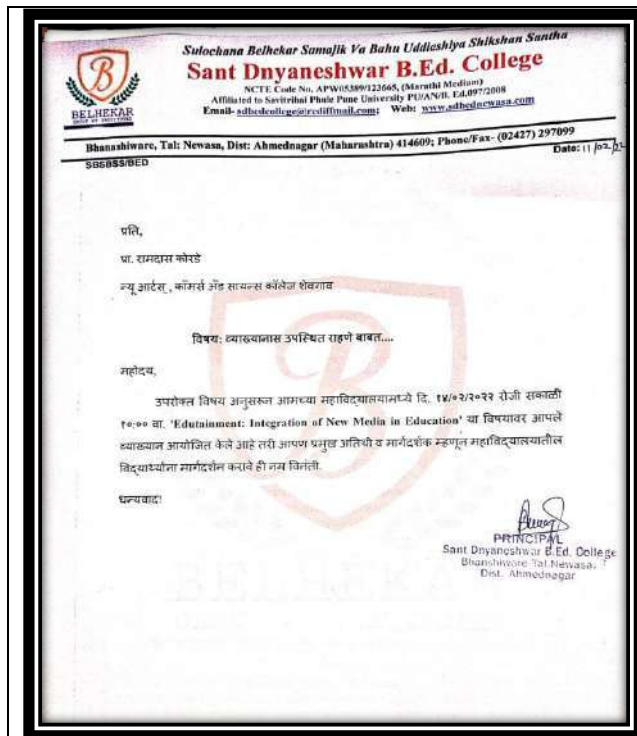 Sulochana Belhekar Samajik Va Bahu Uddieshiya Shikshan Santha
Sant Dnyaneshwar B.Ed. College
NCTE Code No. APW05389/123665, (Marathi Medium)
Affiliated to Savitribai Phule Pune University PU/AN/B. Ed.097/2008
Email- sdbedcollege@rediffmail.com; Web: www.sdbednewasa.com
B
BELHEKAR
Bhanashiware, Tal: Newasa, Dist: Ahmednagar (Maharashtra) 414609; Phone/Fax- (02427) 297099
SBSBSS/BED
Date: 11/02/22
प्रति,
प्रा. रामदास कोरडे
न्यू आर्टस् , कॉमर्स अँड सायन्स कॉलेज शेवगाव
विषय: व्याख्यानास उपस्थित राहणे बाबत....
महोदय,
उपरोक्त विषय अनुसरून आमच्या महाविद्यालयामध्ये दि. १४/०२/२०२२ रोजी सकाळी
१०:०० वा. 'Edutainment: Integration of New Media in Education' या विषयावर आपले
व्याख्यान आयोजित केले आहे तरी आपण प्रमुख अतिथी व मार्गदर्शक म्हणून महाविद्यालयातील
विद्यार्थ्यांना मार्गदर्शन करावे ही नम्र विनंती.
धन्यवाद!
PRINCIPAL
Sant Dnyaneshwar B.Ed. College
Bhanshiware Tal.Newasa,
Dist. Ahmednagar